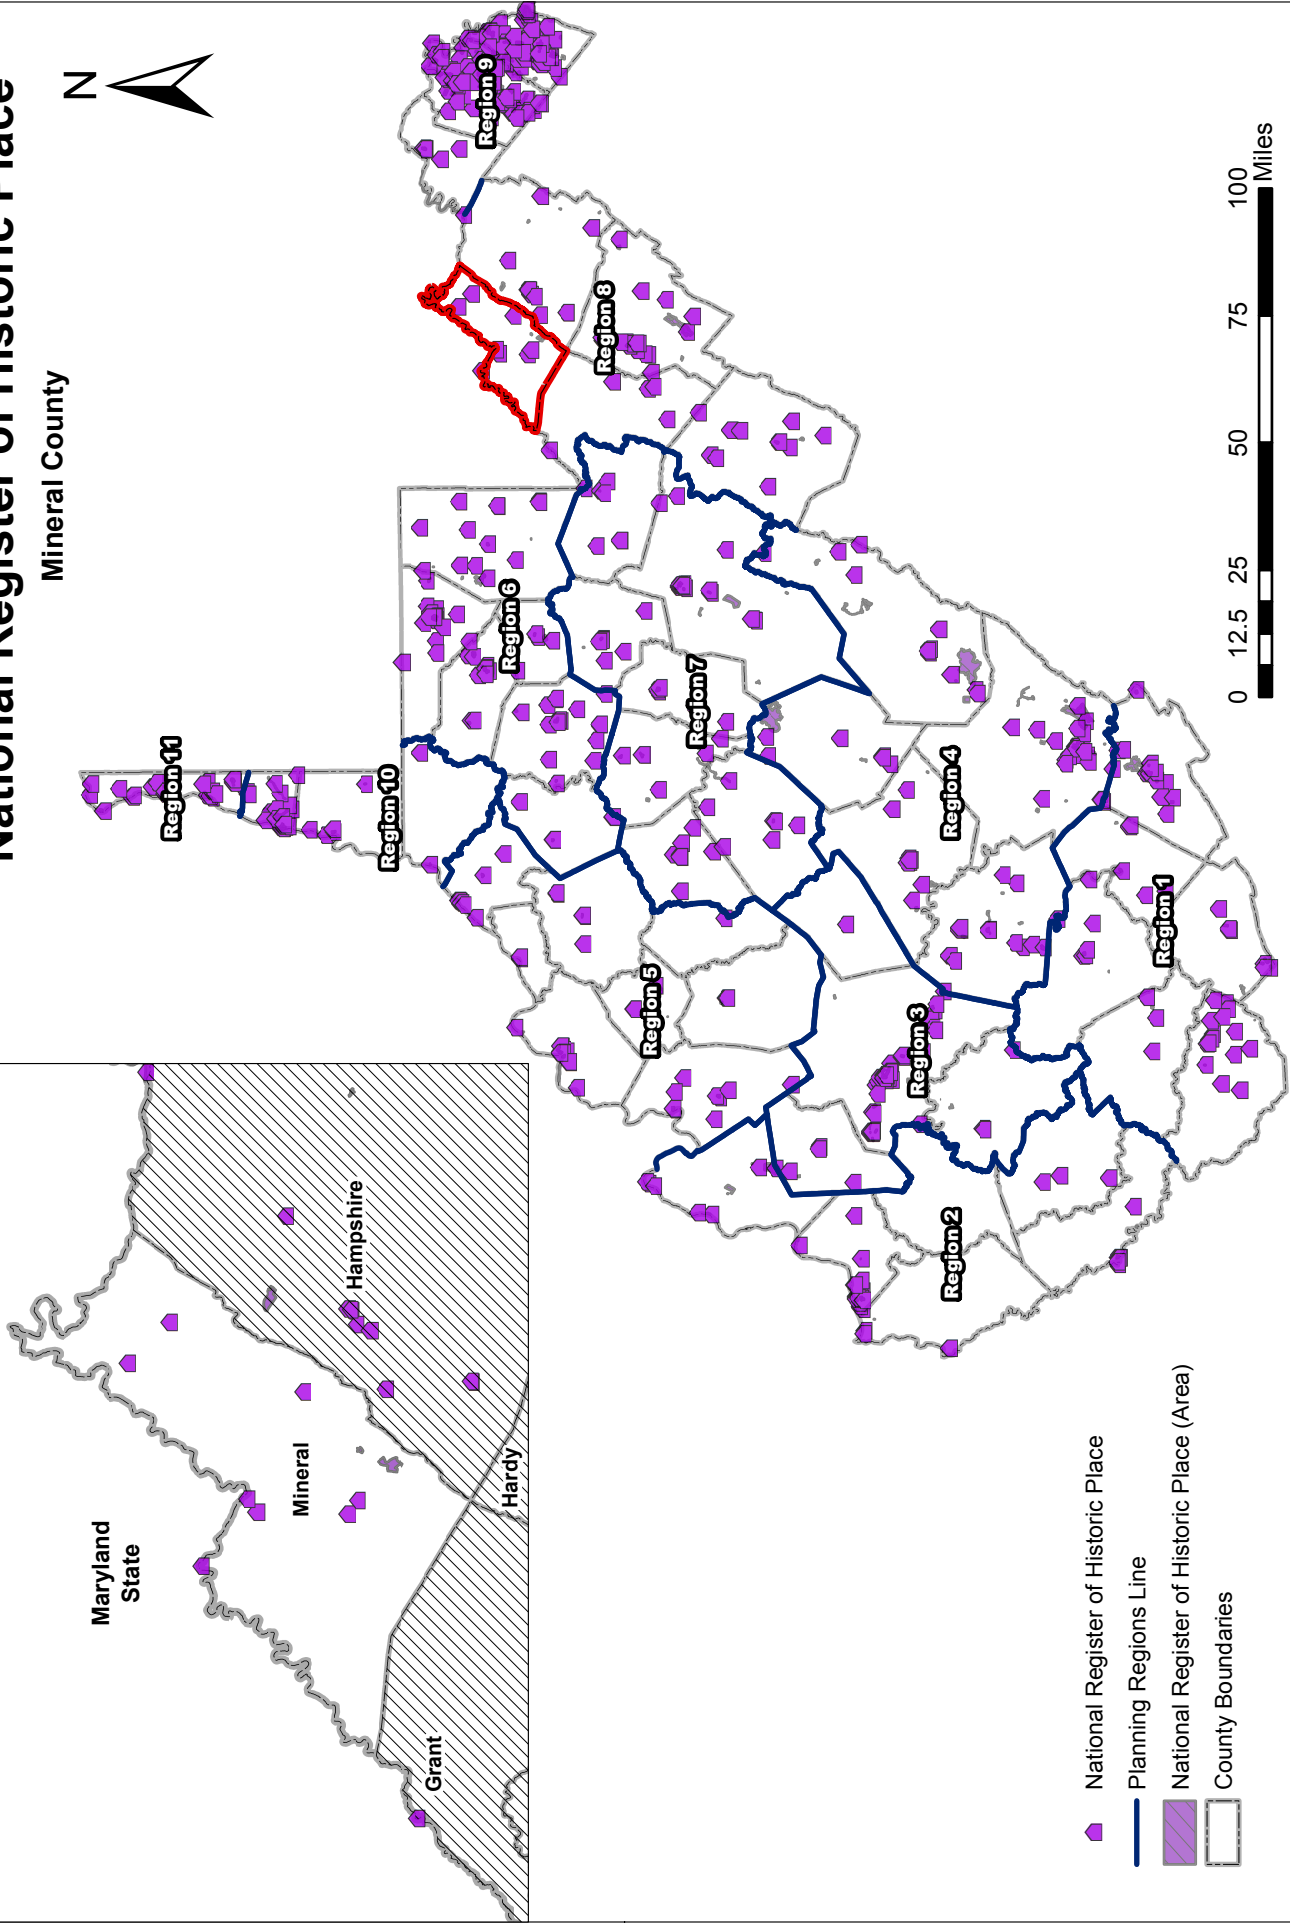 National Register of Historic Place
Mineral County
N
Maryland
State
Mineral
Hampshire
Grant
Hardy
Region 11
Region 10
Region 9
Region 8
Region 6
Region 7
Region 5
Region 4
Region 3
Region 2
Region 1
National Register of Historic Place
Planning Regions Line
National Register of Historic Place (Area)
County Boundaries
0 12.5 25 50 75 100
Miles